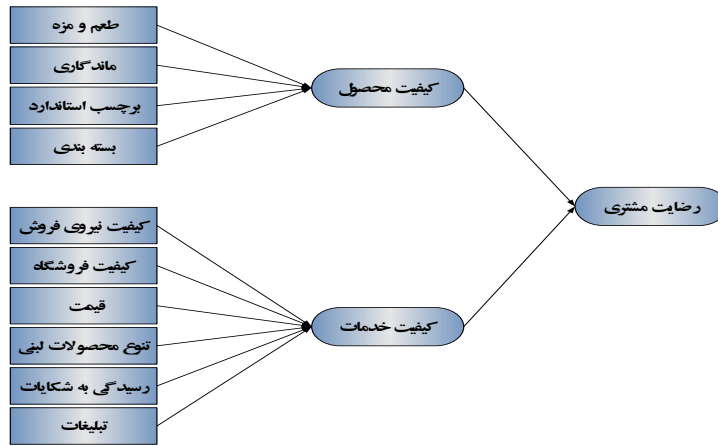 طعم و مزه
ماندگاری
برچسب استاندارد
بسته بندی
کیفیت محصول
رضایت مشتری
کیفیت نیروی فروش
کیفیت فروشگاه
قیمت
تنوع محصولات لبنی
رسیدگی به شکایات
تبلیغات
کیفیت خدمات